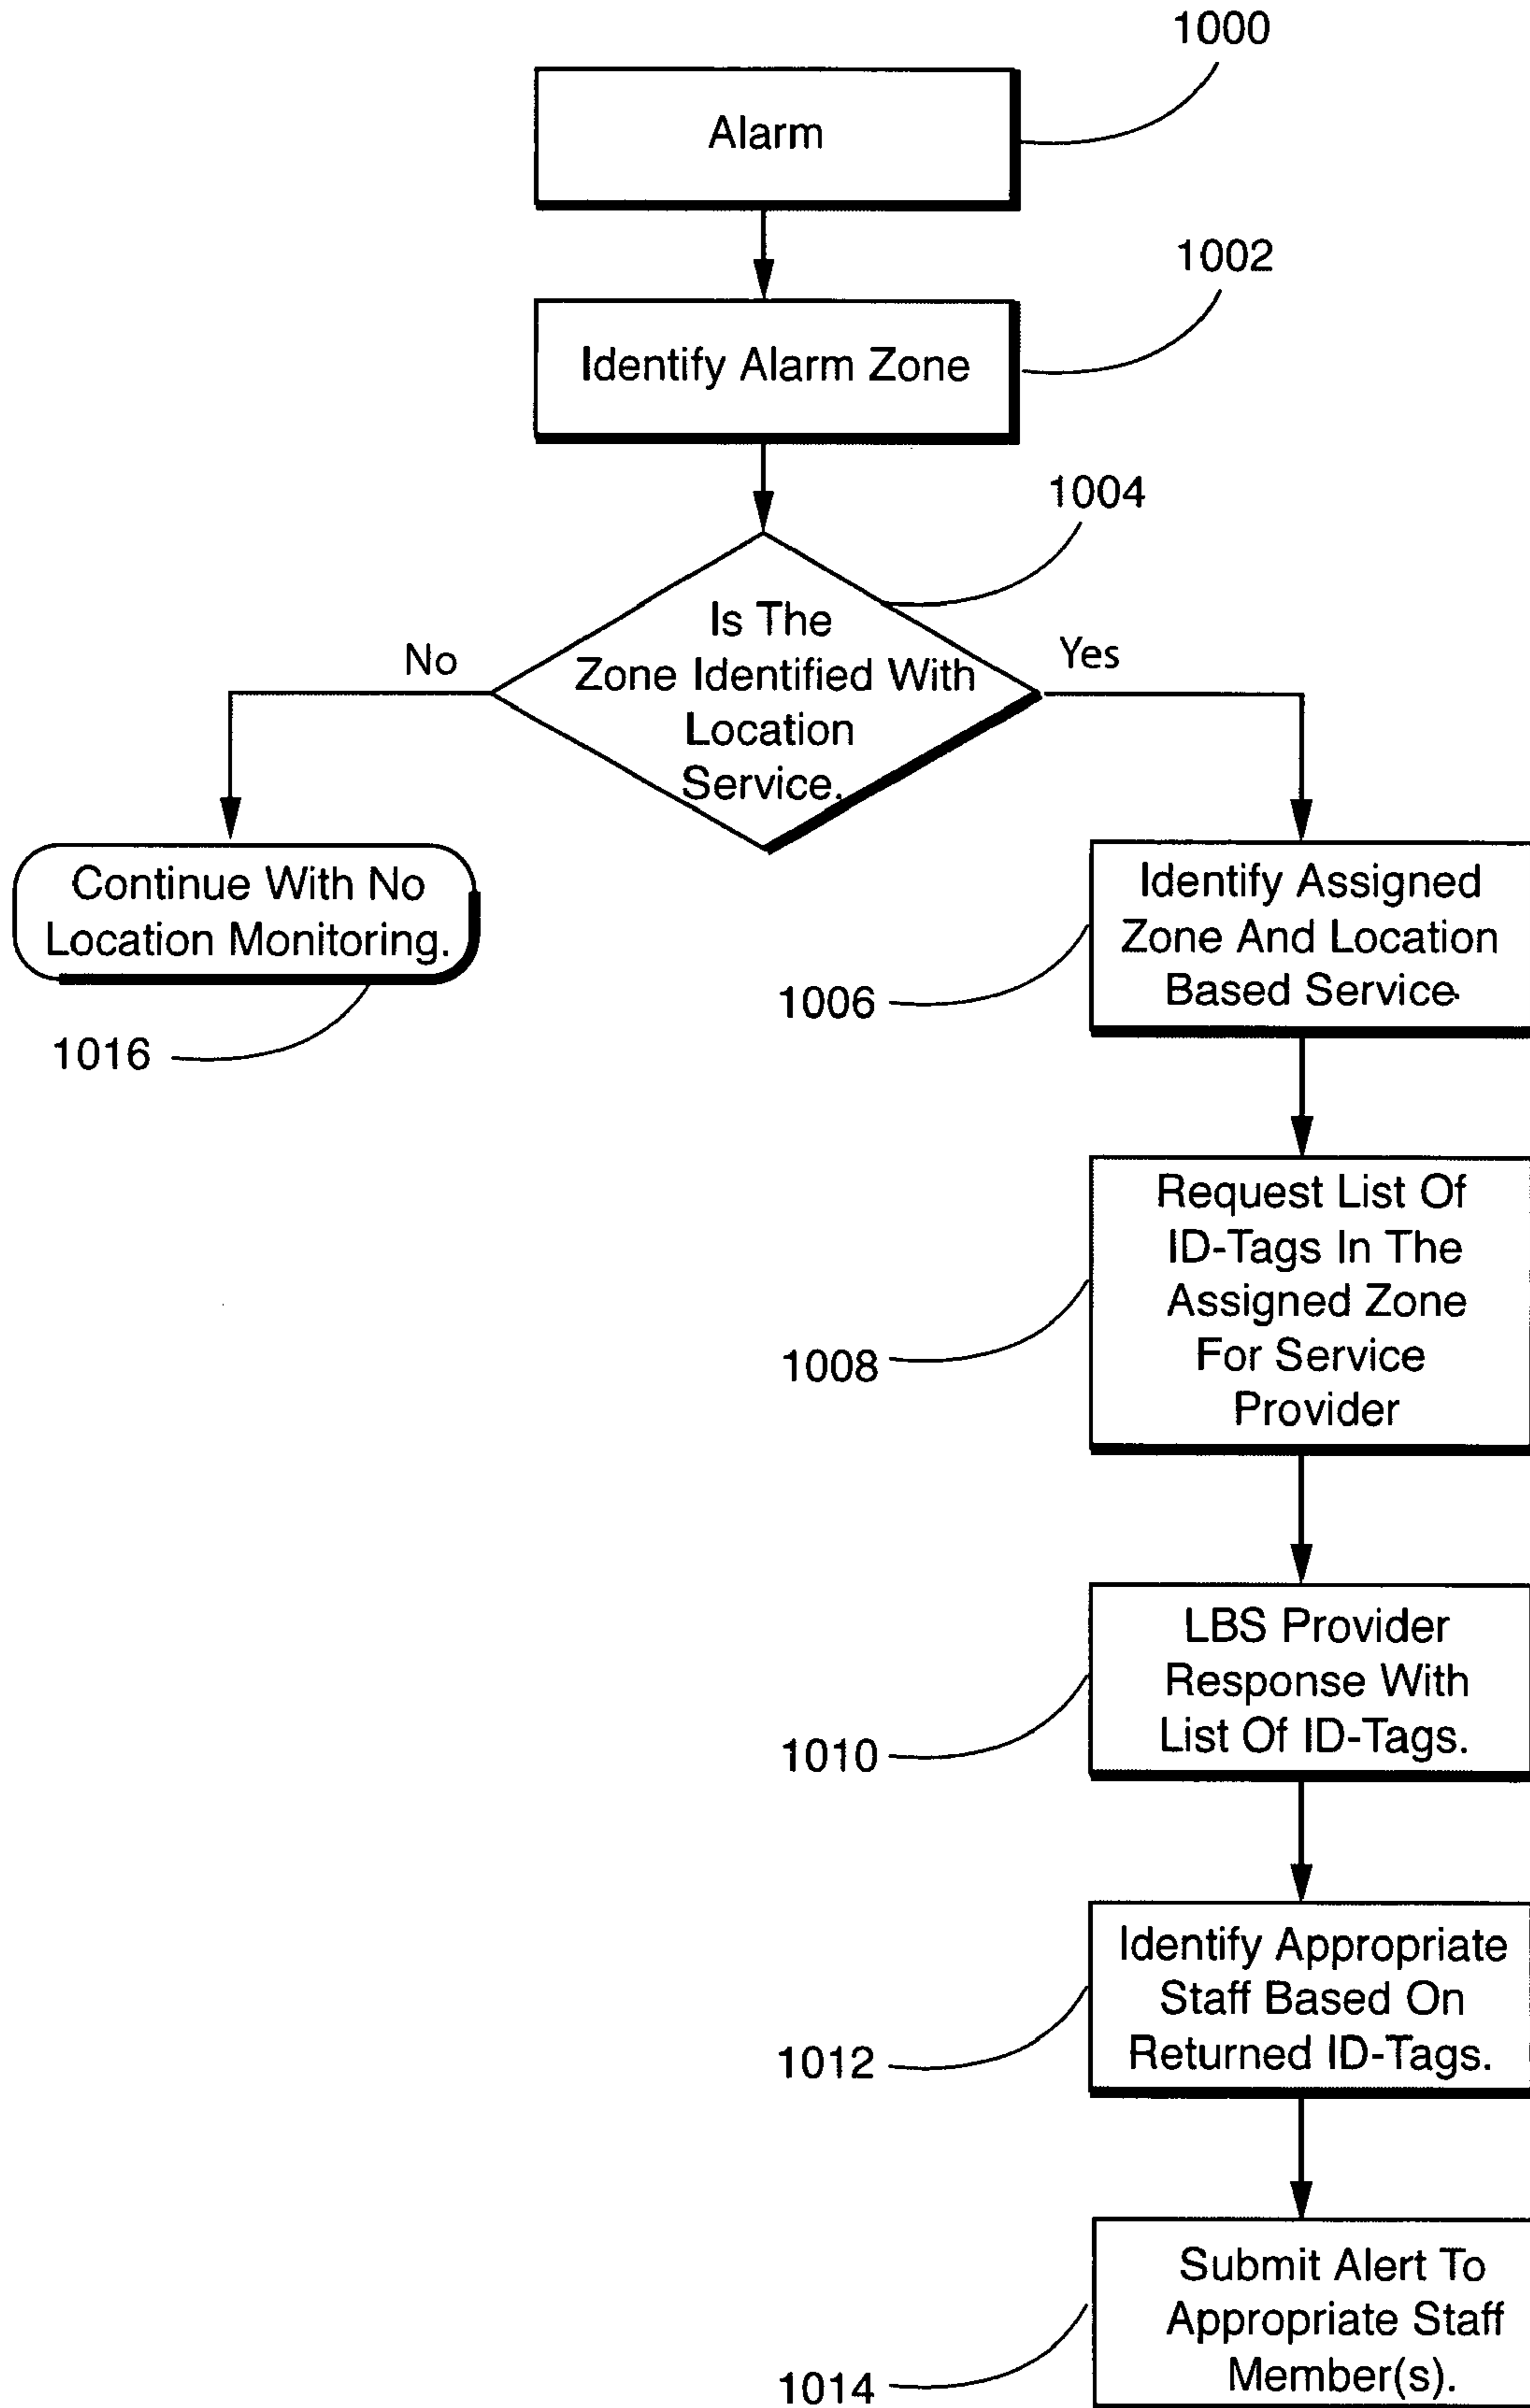 1000
Alarm
1002
Identify Alarm Zone
1004
Is The
Zone Identified With
Location
Service.
No
Yes
Continue With No
Location Monitoring.
1016
Identify Assigned
Zone And Location
Based Service.
1006
Request List Of
ID-Tags In The
Assigned Zone
For Service
Provider
1008
LBS Provider
Response With
List Of ID-Tags.
1010
Identify Appropriate
Staff Based On
Returned ID-Tags.
1012
Submit Alert To
Appropriate Staff
Member(s).
1014